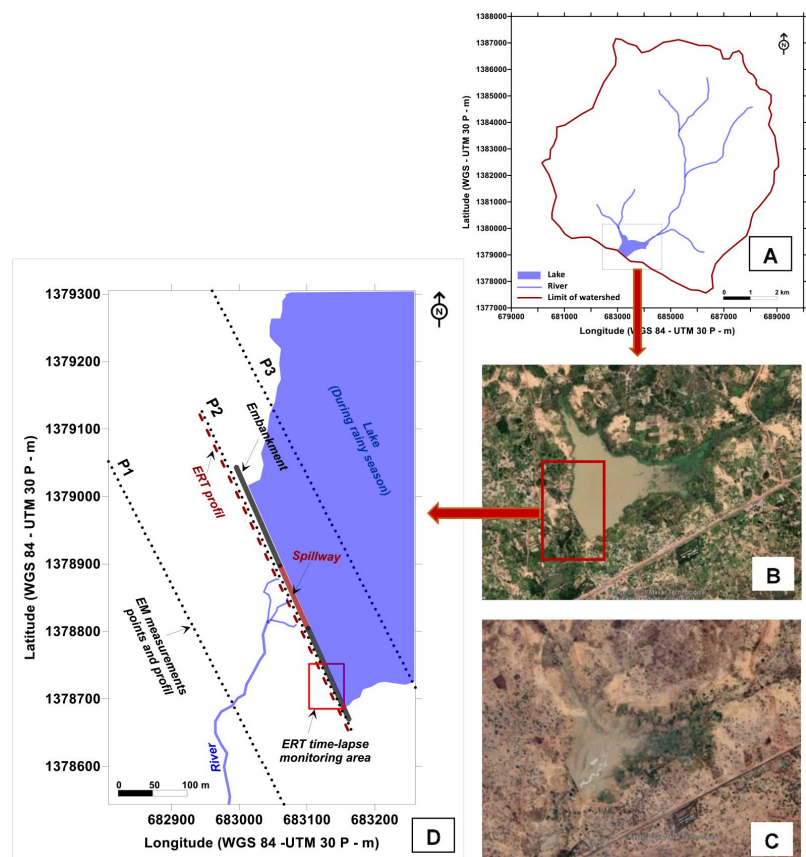 1388000
1387000
1386000
1385000
1384000
1383000
1382000
1381000
1380000
1379000
1378000
1377000
Latitude (WGS 84 - UTM 30 P - m)
N
A
Lake
River
Limit of watershed
0 1 2 km
679000 681000 683000 685000 687000 689000
Longitude (WGS 84 - UTM 30 P - m)
B
C
1379300
1379200
1379100
1379000
1378900
1378800
1378700
1378600
Latitude (WGS 84 - UTM 30 P - m)
N
P3
P2
P1
Embankment
ERT profil
Lake
(During rainy season)
Spillway
EM measurements
points and profil
ERT time-lapse
monitoring area
River
0 50 100 m
682900 683000 683100 683200
Longitude (WGS 84 -UTM 30 P - m)
D